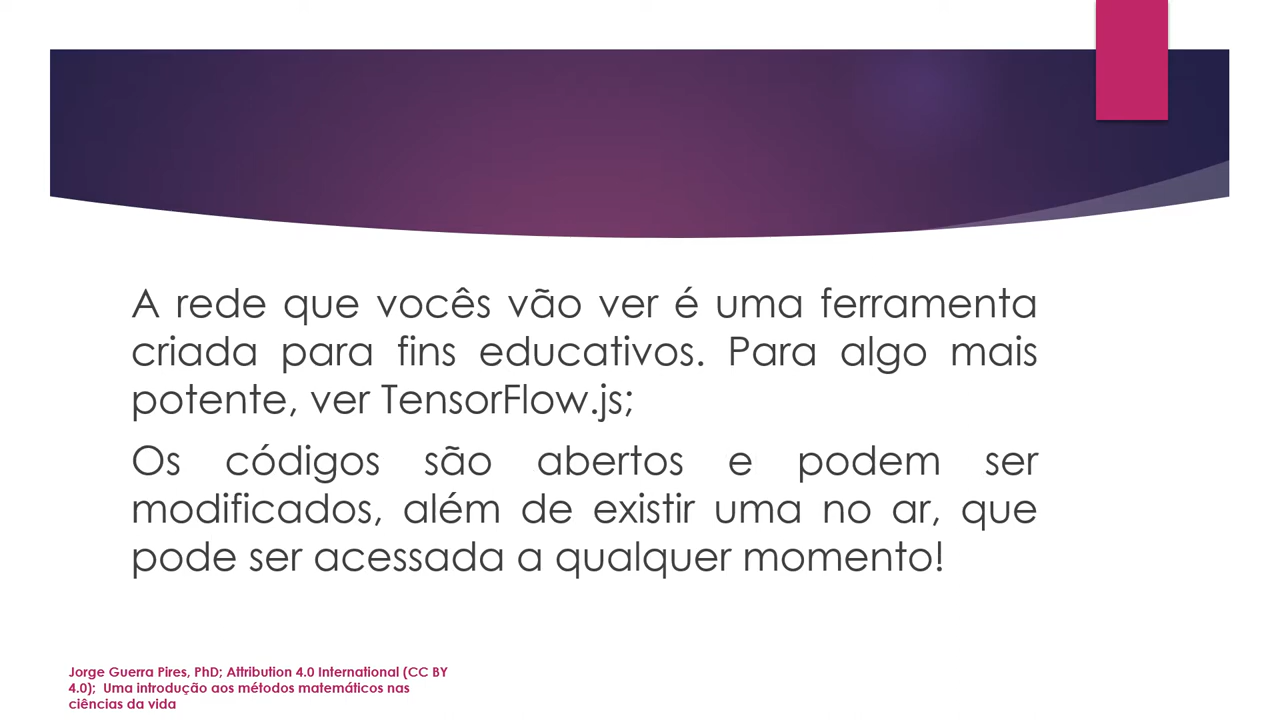 A rede que vocês vão ver é uma ferramenta
criada para fins educativos. Para algo mais
potente, ver TensorFlow.js;
Os códigos são abertos e podem ser
modificados, além de existir uma no ar, que
pode ser acessada a qualquer momento!
Jorge Guerra Pires, PhD; Attribution 4.0 International (CC BY
4.0); Uma introdução aos métodos matemáticos nas
ciências da vida